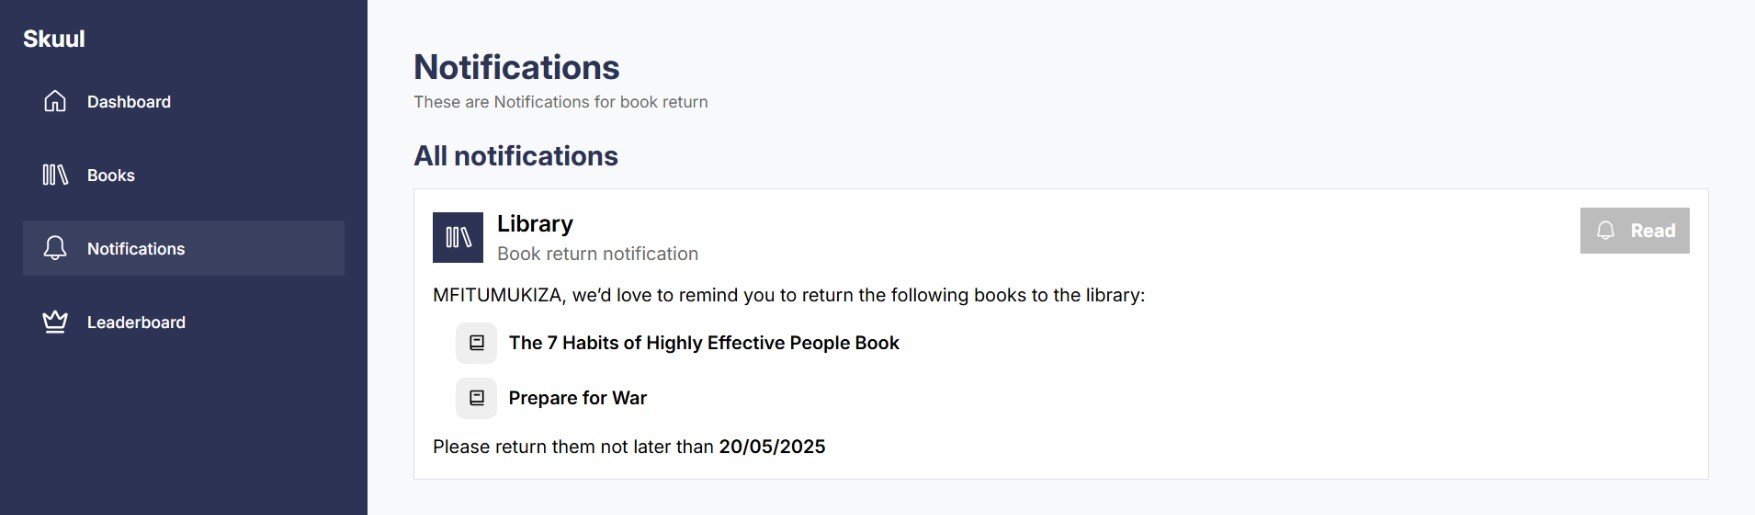 Skuul
Dashboard
Books
Notifications
Leaderboard
Notifications
These are Notifications for book return
All notifications
Library
Book return notification
Read
MFITUMUKIZA, we’d love to remind you to return the following books to the library:
The 7 Habits of Highly Effective People Book
Prepare for War
Please return them not later than 20/05/2025